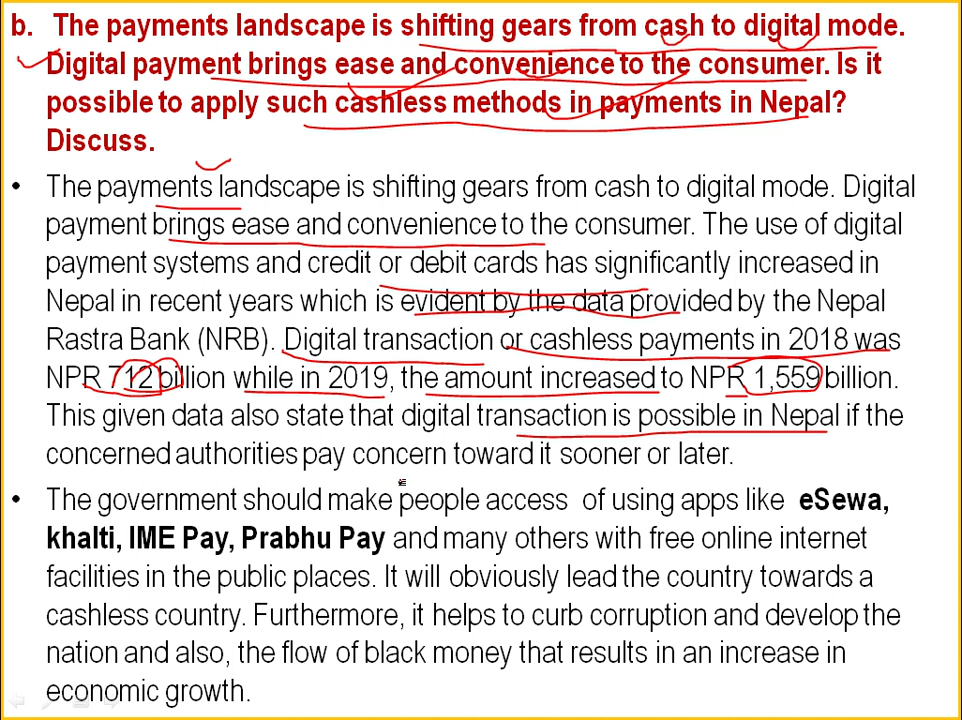 b. The payments landscape is shifting gears from cash to digital mode.
Digital payment brings ease and convenience to the consumer. Is it
possible to apply such cashless methods in payments in Nepal?
Discuss.
• The payments landscape is shifting gears from cash to digital mode. Digital
payment brings ease and convenience to the consumer. The use of digital
payment systems and credit or debit cards has significantly increased in
Nepal in recent years which is evident by the data provided by the Nepal
Rastra Bank (NRB). Digital transaction or cashless payments in 2018 was
NPR 712 billion while in 2019, the amount increased to NPR 1,559 billion.
This given data also state that digital transaction is possible in Nepal if the
concerned authorities pay concern toward it sooner or later.
• The government should make people access of using apps like eSewa,
khalti, IME Pay, Prabhu Pay and many others with free online internet
facilities in the public places. It will obviously lead the country towards a
cashless country. Furthermore, it helps to curb corruption and develop the
nation and also, the flow of black money that results in an increase in
economic growth.